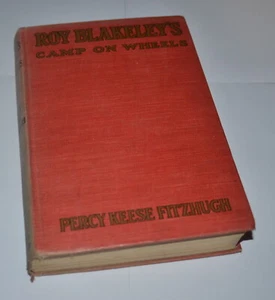 ROY BLAKELEY'S
CAMP ON WHEELS
PERCY KEESE FITZHUGH